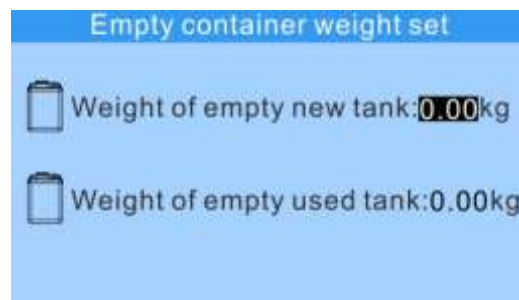 Empty container weight set
Weight of empty new tank:0.00kg
Weight of empty used tank:0.00kg